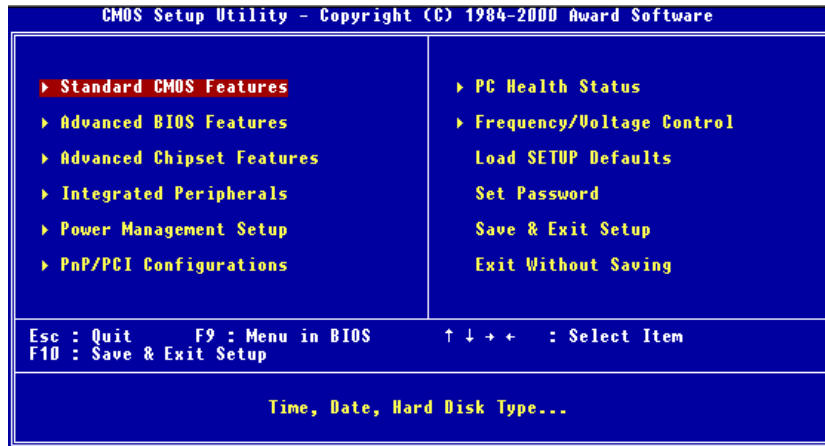 CMOS Setup Utility - Copyright (C) 1984-2000 Award Software
▸ Standard CMOS Features
▸ Advanced BIOS Features
▸ Advanced Chipset Features
▸ Integrated Peripherals
▸ Power Management Setup
▸ PnP/PCI Configurations
▸ PC Health Status
▸ Frequency/Voltage Control
Load SETUP Defaults
Set Password
Save & Exit Setup
Exit Without Saving
Esc : Quit F9 : Menu in BIOS ↑ ↓ → ← : Select Item
F10 : Save & Exit Setup
Time, Date, Hard Disk Type...